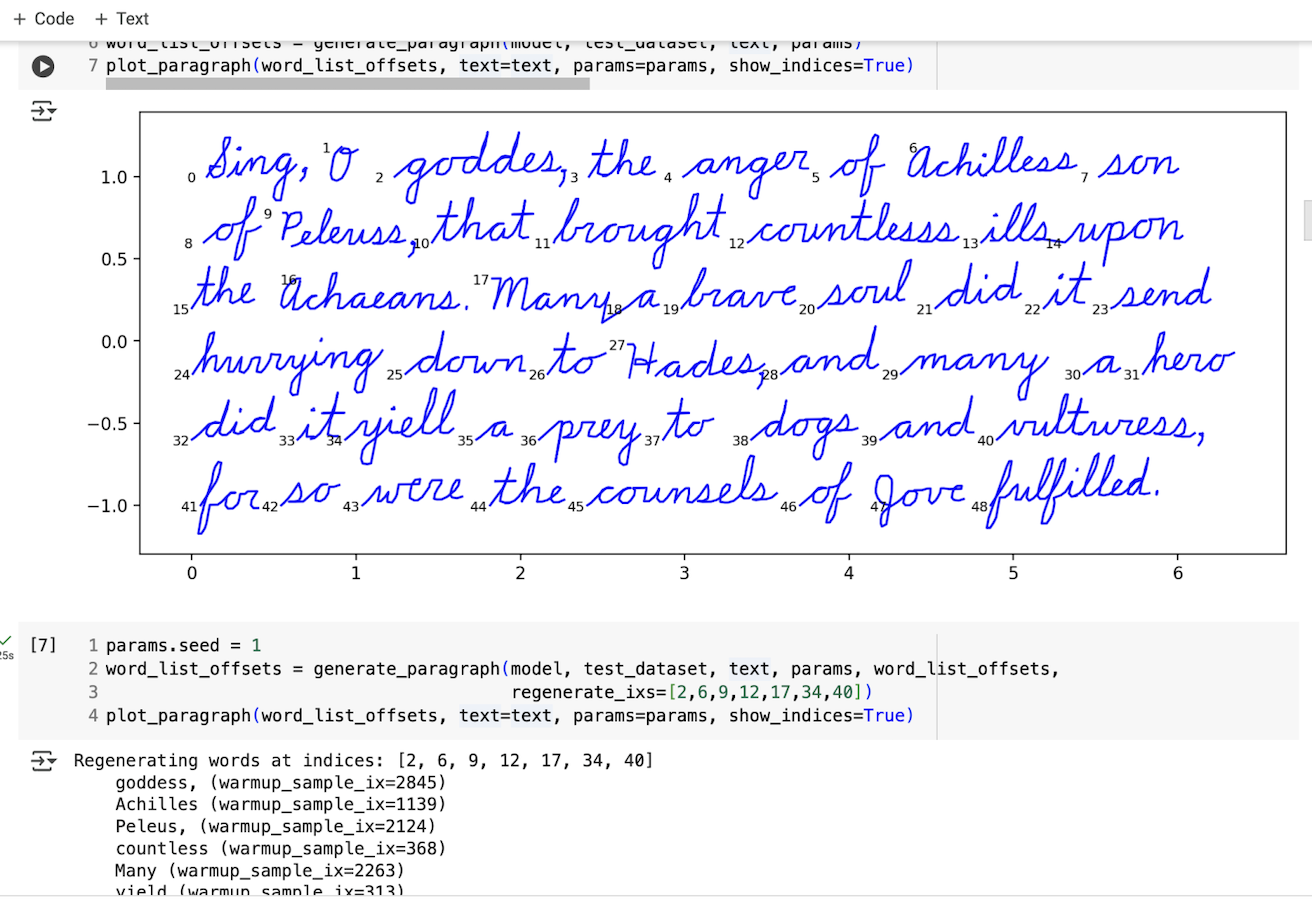 + Code + Text
6 word_list_offsets = generate_paragraph(model, test_dataset, text, params)
7 plot_paragraph(word_list_offsets, text=text, params=params, show_indices=True)
1.0 0 Sing, 1 O 2 goddes, 3 the 4 anger 5 of 6 Achilless 7 son
8 of 9 Peleuss, 10 that 11 brought 12 countlesss 13 ills 14 upon
0.5
15 the 16 Achaeans. 17 Many 18 a 19 brave 20 soul 21 did 22 it 23 send
0.0
24 hurrying 25 down 26 to 27 Hades, 28 and 29 many 30 a 31 hero
−0.5 32 did 33 it 34 yiell 35 a 36 prey 37 to 38 dogs 39 and 40 vulturess,
−1.0 41 for 42 so 43 were 44 the 45 counsels 46 of 47 Jove 48 fulfilled.
0 1 2 3 4 5 6
25s [7] 1 params.seed = 1
2 word_list_offsets = generate_paragraph(model, test_dataset, text, params, word_list_offsets,
3 regenerate_ixs=[2,6,9,12,17,34,40])
4 plot_paragraph(word_list_offsets, text=text, params=params, show_indices=True)
Regenerating words at indices: [2, 6, 9, 12, 17, 34, 40]
goddess, (warmup_sample_ix=2845)
Achilles (warmup_sample_ix=1139)
Peleus, (warmup_sample_ix=2124)
countless (warmup_sample_ix=368)
Many (warmup_sample_ix=2263)
yield (warmup_sample_ix=313)